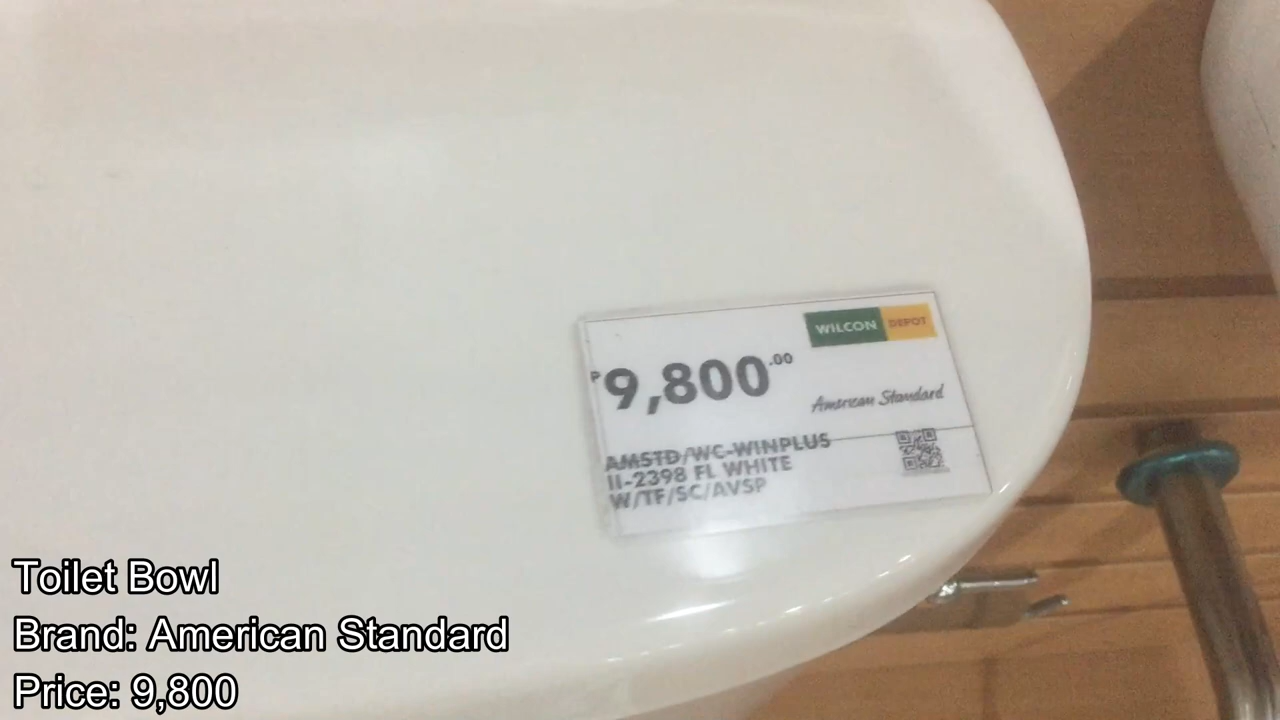 WILCON DEPOT
₱9,800.00
American Standard
AMSTD/WC-WINPLUS
II-2398 FL WHITE
W/TF/SC/AVSP
Toilet Bowl
Brand: American Standard
Price: 9,800